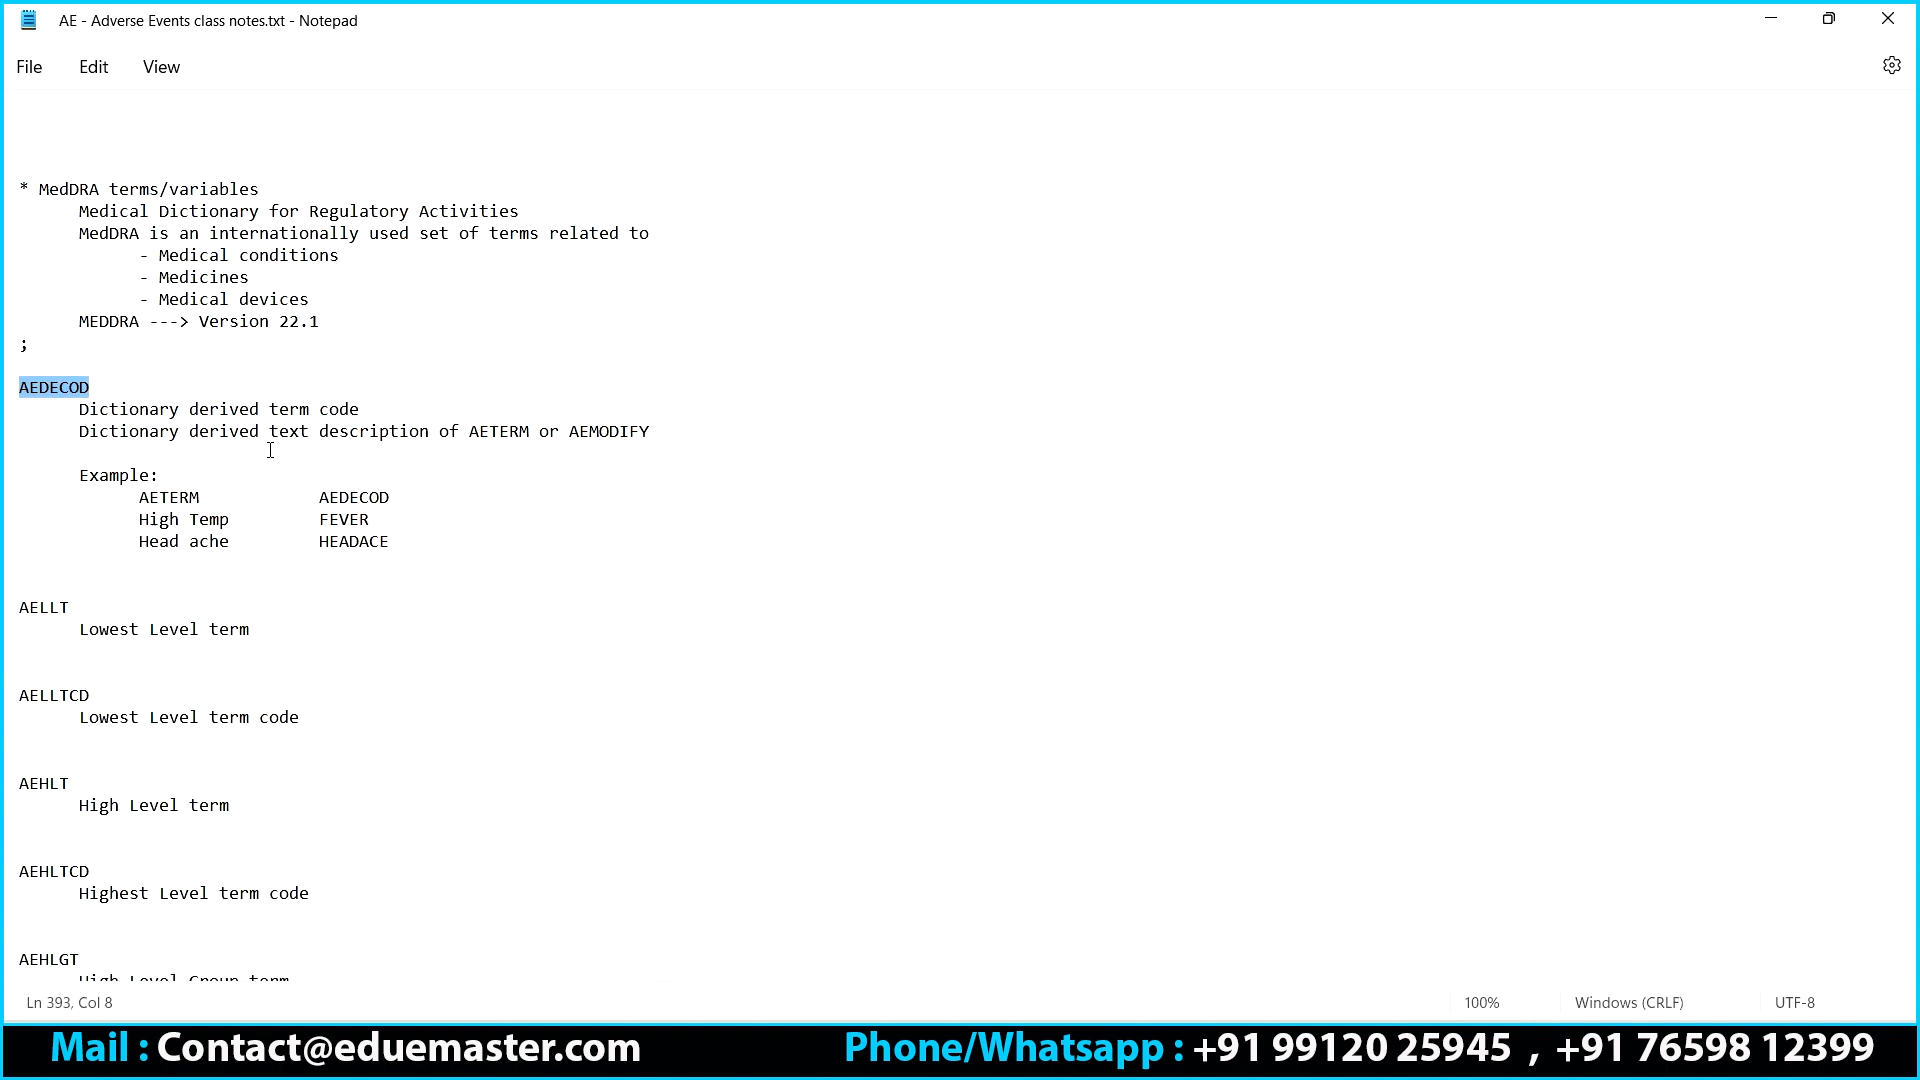 AE - Adverse Events class notes.txt - Notepad
File Edit View
* MedDRA terms/variables
Medical Dictionary for Regulatory Activities
MedDRA is an internationally used set of terms related to
- Medical conditions
- Medicines
- Medical devices
MEDDRA ---> Version 22.1
;
AEDECOD
Dictionary derived term code
Dictionary derived text description of AETERM or AEMODIFY
Example:
AETERM AEDECOD
High Temp FEVER
Head ache HEADACE
AELLT
Lowest Level term
AELLTCD
Lowest Level term code
AEHLT
High Level term
AEHLTCD
Highest Level term code
AEHLGT
High Level Group term
Ln 393, Col 8 100% Windows (CRLF) UTF-8
Mail : Contact@eduemaster.com Phone/Whatsapp : +91 99120 25945 , +91 76598 12399